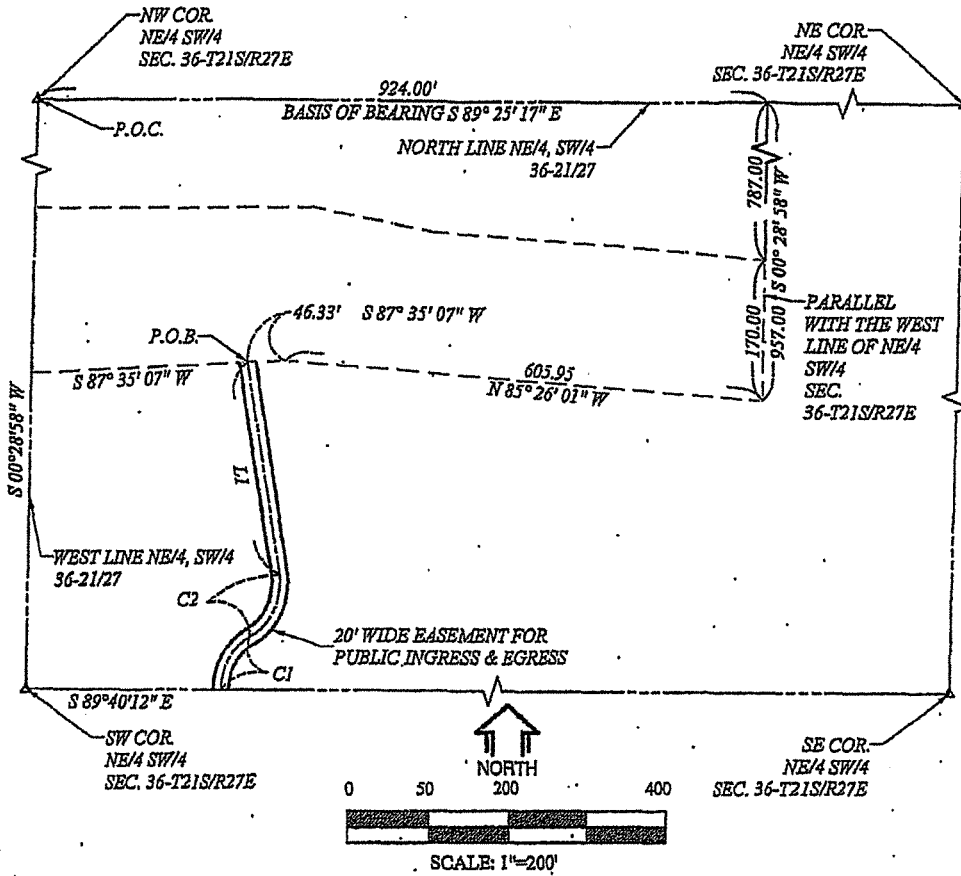 NW COR.
NE/4 SW/4
SEC. 36-T21S/R27E
NE COR.
NE/4 SW/4
SEC. 36-T21S/R27E
924.00'
BASIS OF BEARING S 89° 25' 17" E
P.O.C.
NORTH LINE NE/4, SW/4
36-21/27
787.00
S 00° 28' 58" W
170.00
957.00
PARALLEL
WITH THE WEST
LINE OF NE/4
SW/4
SEC.
36-T21S/R27E
46.33' S 87° 35' 07" W
P.O.B.
S 87° 35' 07" W
605.95
N 85° 26' 01" W
S 00°28'58" W
L1
WEST LINE NE/4, SW/4
36-21/27
C2
20' WIDE EASEMENT FOR
PUBLIC INGRESS & EGRESS
C1
S 89°40'12" E
SW COR.
NE/4 SW/4
SEC. 36-T21S/R27E
NORTH
SE COR.
NE/4 SW/4
SEC. 36-T21S/R27E
0 50 200 400
SCALE: 1"=200'